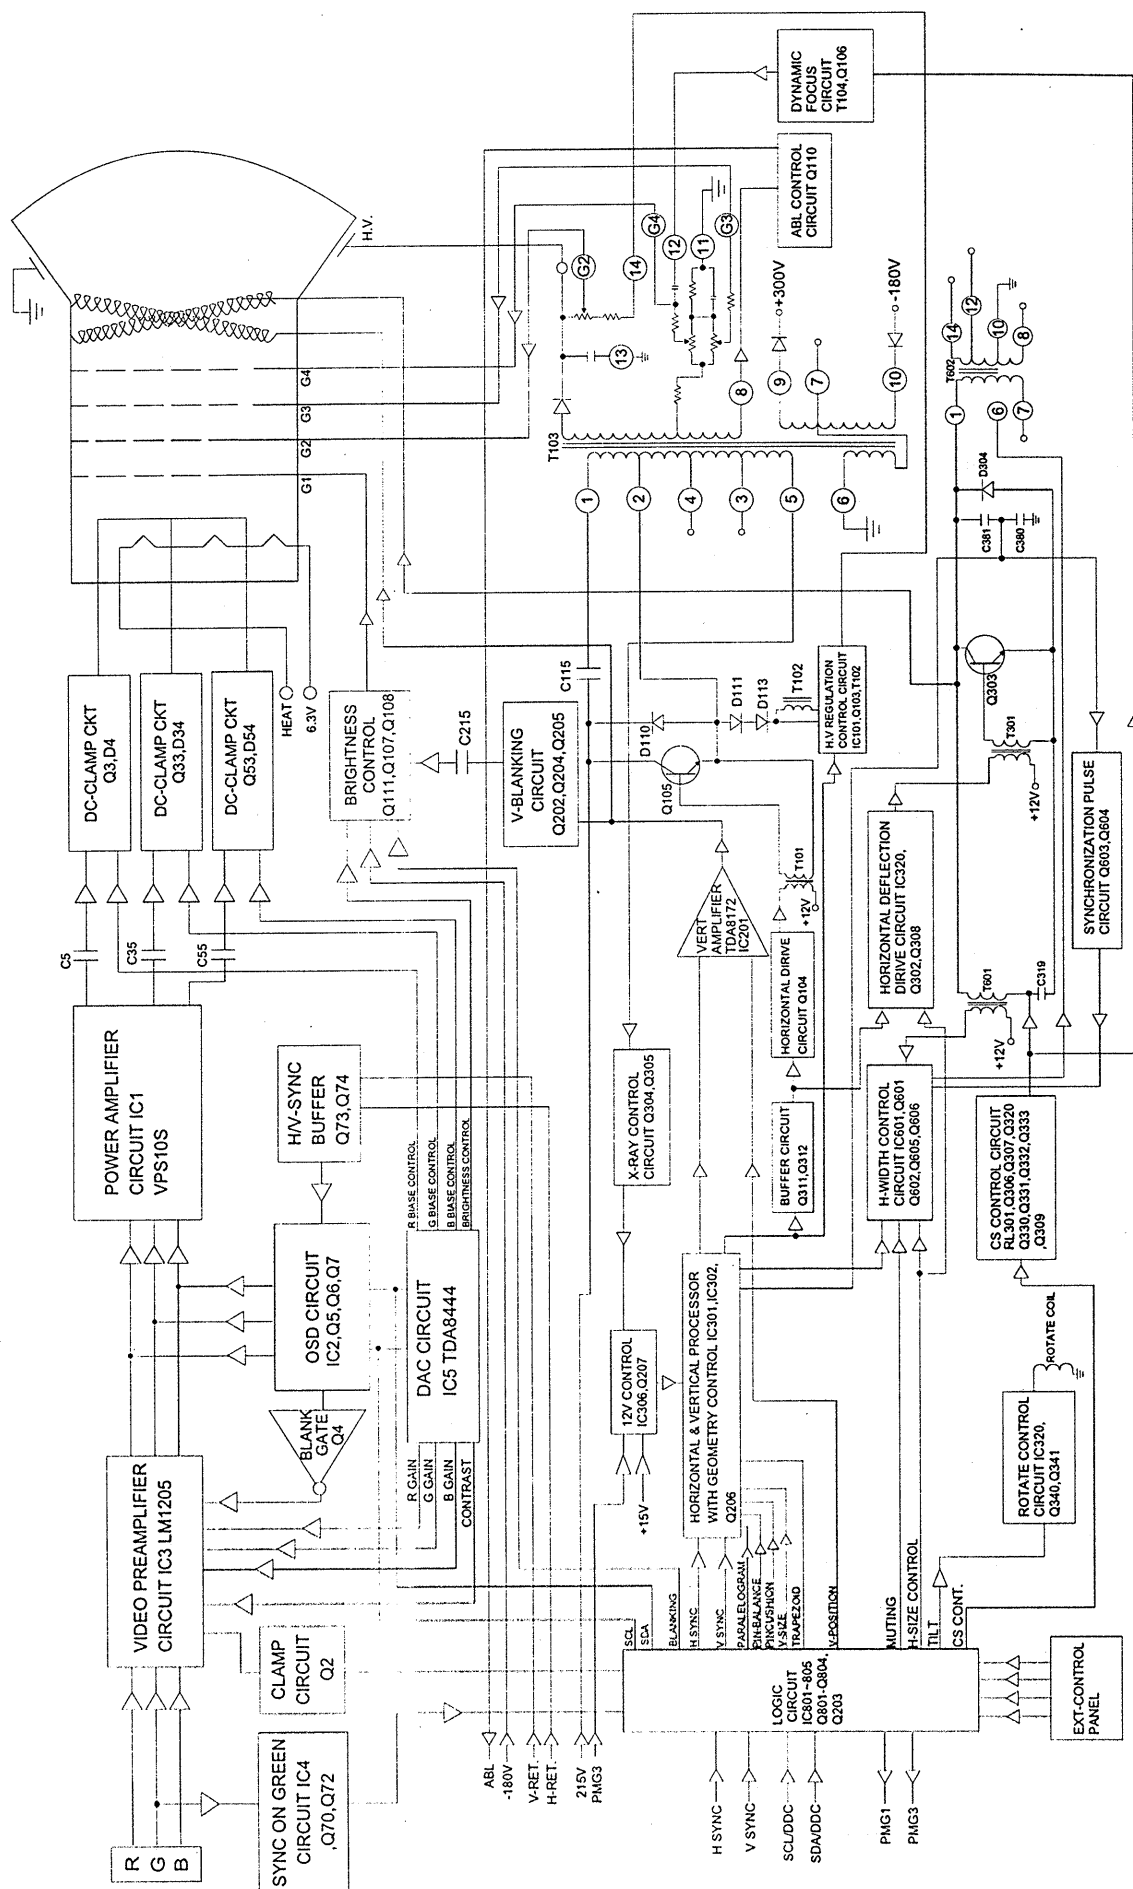 R
G
B
SYNC ON GREEN
CIRCUIT IC4
,Q70,Q72
VIDEO PREAMPLIFIER
CIRCUIT IC3 LM1205
CLAMP
CIRCUIT
Q2
POWER AMPLIFIER
CIRCUIT IC1
VPS10S
H/V-SYNC
BUFFER
Q73,Q74
OSD CIRCUIT
IC2,Q5,Q6,Q7
BLANK
GATE
Q4
DAC CIRCUIT
IC5 TDA8444
R GAIN
G GAIN
B GAIN
CONTRAST
R BIASE CONTROL
G BIASE CONTROL
B BIASE CONTROL
BRIGHTNESS CONTROL
C5
C35
C55
DC-CLAMP CKT
Q3,D4
DC-CLAMP CKT
Q33,D34
DC-CLAMP CKT
Q53,D54
HEAT
6.3V
BRIGHTNESS
CONTROL
Q111,Q107,Q108
C215
V-BLANKING
CIRCUIT
Q202,Q204,Q205
G1
G2
G3
G4
H.V.
ABL
-180V
V-RET.
H-RET.
215V
PMG3
H SYNC
V SYNC
SCL/DDC
SDA/DDC
PMG1
PMG3
LOGIC
CIRCUIT
IC801~805
Q801-Q804,
Q203
SCL
SDA
BLANKING
H SYNC
V SYNC
PARALELOGRAM
PIN-BALANCE
PINCUSHION
V-SIZE
TRAPEZOID
V-POSITION
MUTING
H-SIZE CONTROL
TILT
CS CONT.
EXT-CONTROL
PANEL
12V CONTROL
IC306,Q207
+15V
X-RAY CONTROL
CIRCUIT Q304,Q305
HORIZONTAL & VERTICAL PROCESSOR
WITH GEOMETRY CONTROL IC301,IC302,
Q206
VERT
AMPLIFIER
TDA8172
IC201
BUFFER CIRCUIT
Q311,Q312
HORIZONTAL DIRIVE
CIRCUIT Q104
T101
+12V
Q105
D110
D111
D113
T102
C115
H.V REGULATION
CONTROL CIRCUIT
IC101,Q103,T102
T103
1
2
4
3
5
6
G2
13
14
G4
12
11
G3
8
9
7
10
+300V
-180V
DYNAMIC
FOCUS
CIRCUIT
T104,Q106
ABL CONTROL
CIRCUIT Q110
H-WIDTH CONTROL
CIRCUIT IC601,Q601
Q602,Q605,Q606
HORIZONTAL DEFLECTION
DIRIVE CIRCUIT IC320,
Q302,Q308
CS CONTROL CIRCUIT
RL301,Q306,Q307,Q320
Q330,Q331,Q332,Q333
,Q309
ROTATE CONTROL
CIRCUIT IC320,
Q340,Q341
ROTATE COIL
T601
+12V
C319
T301
+12V
Q303
SYNCHRONIZATION PULSE
CIRCUIT Q603,Q604
C381
C380
D304
T602
1
6
7
14
12
10
8